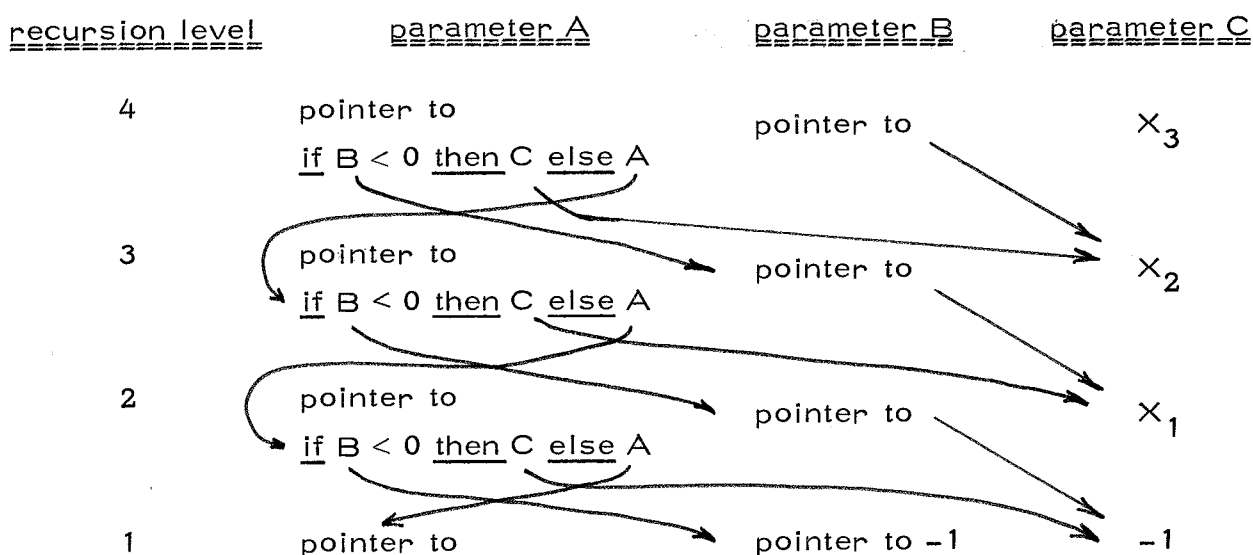 recursion level parameter A parameter B parameter C
4 pointer to pointer to X₃
if B < 0 then C else A
3 pointer to pointer to X₂
if B < 0 then C else A
2 pointer to pointer to X₁
if B < 0 then C else A
1 pointer to pointer to -1 -1